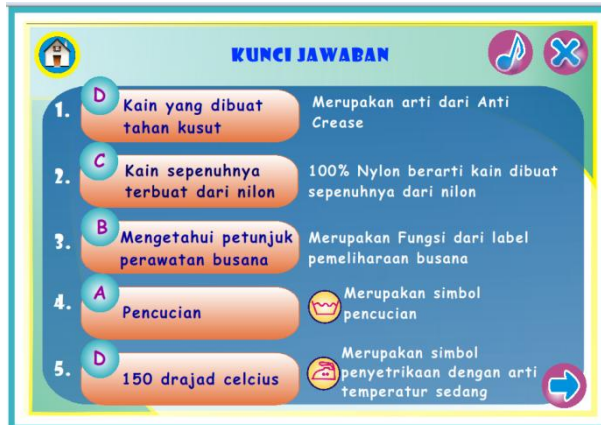 KUNCI JAWABAN
1. D Kain yang dibuat
tahan kusut
Merupakan arti dari Anti
Crease
2. C Kain sepenuhnya
terbuat dari nilon
100% Nylon berarti kain dibuat
sepenuhnya dari nilon
3. B Mengetahui petunjuk
perawatan busana
Merupakan Fungsi dari label
pemeliharaan busana
4. A Pencucian
Merupakan simbol
pencucian
5. D 150 drajad celcius
Merupakan simbol
penyetrikaan dengan arti
temperatur sedang